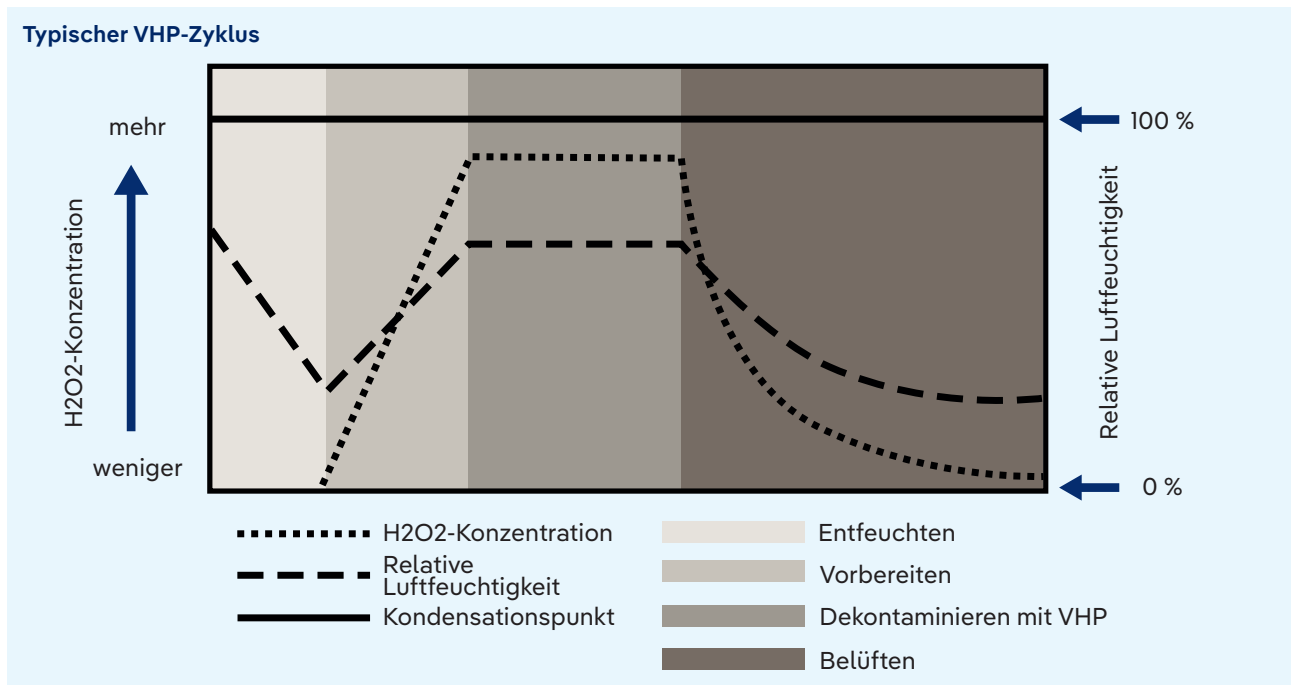 Typischer VHP-Zyklus
mehr
H2O2-Konzentration
weniger
100 %
Relative Luftfeuchtigkeit
0 %
H2O2-Konzentration
Relative
Luftfeuchtigkeit
Kondensationspunkt
Entfeuchten
Vorbereiten
Dekontaminieren mit VHP
Belüften